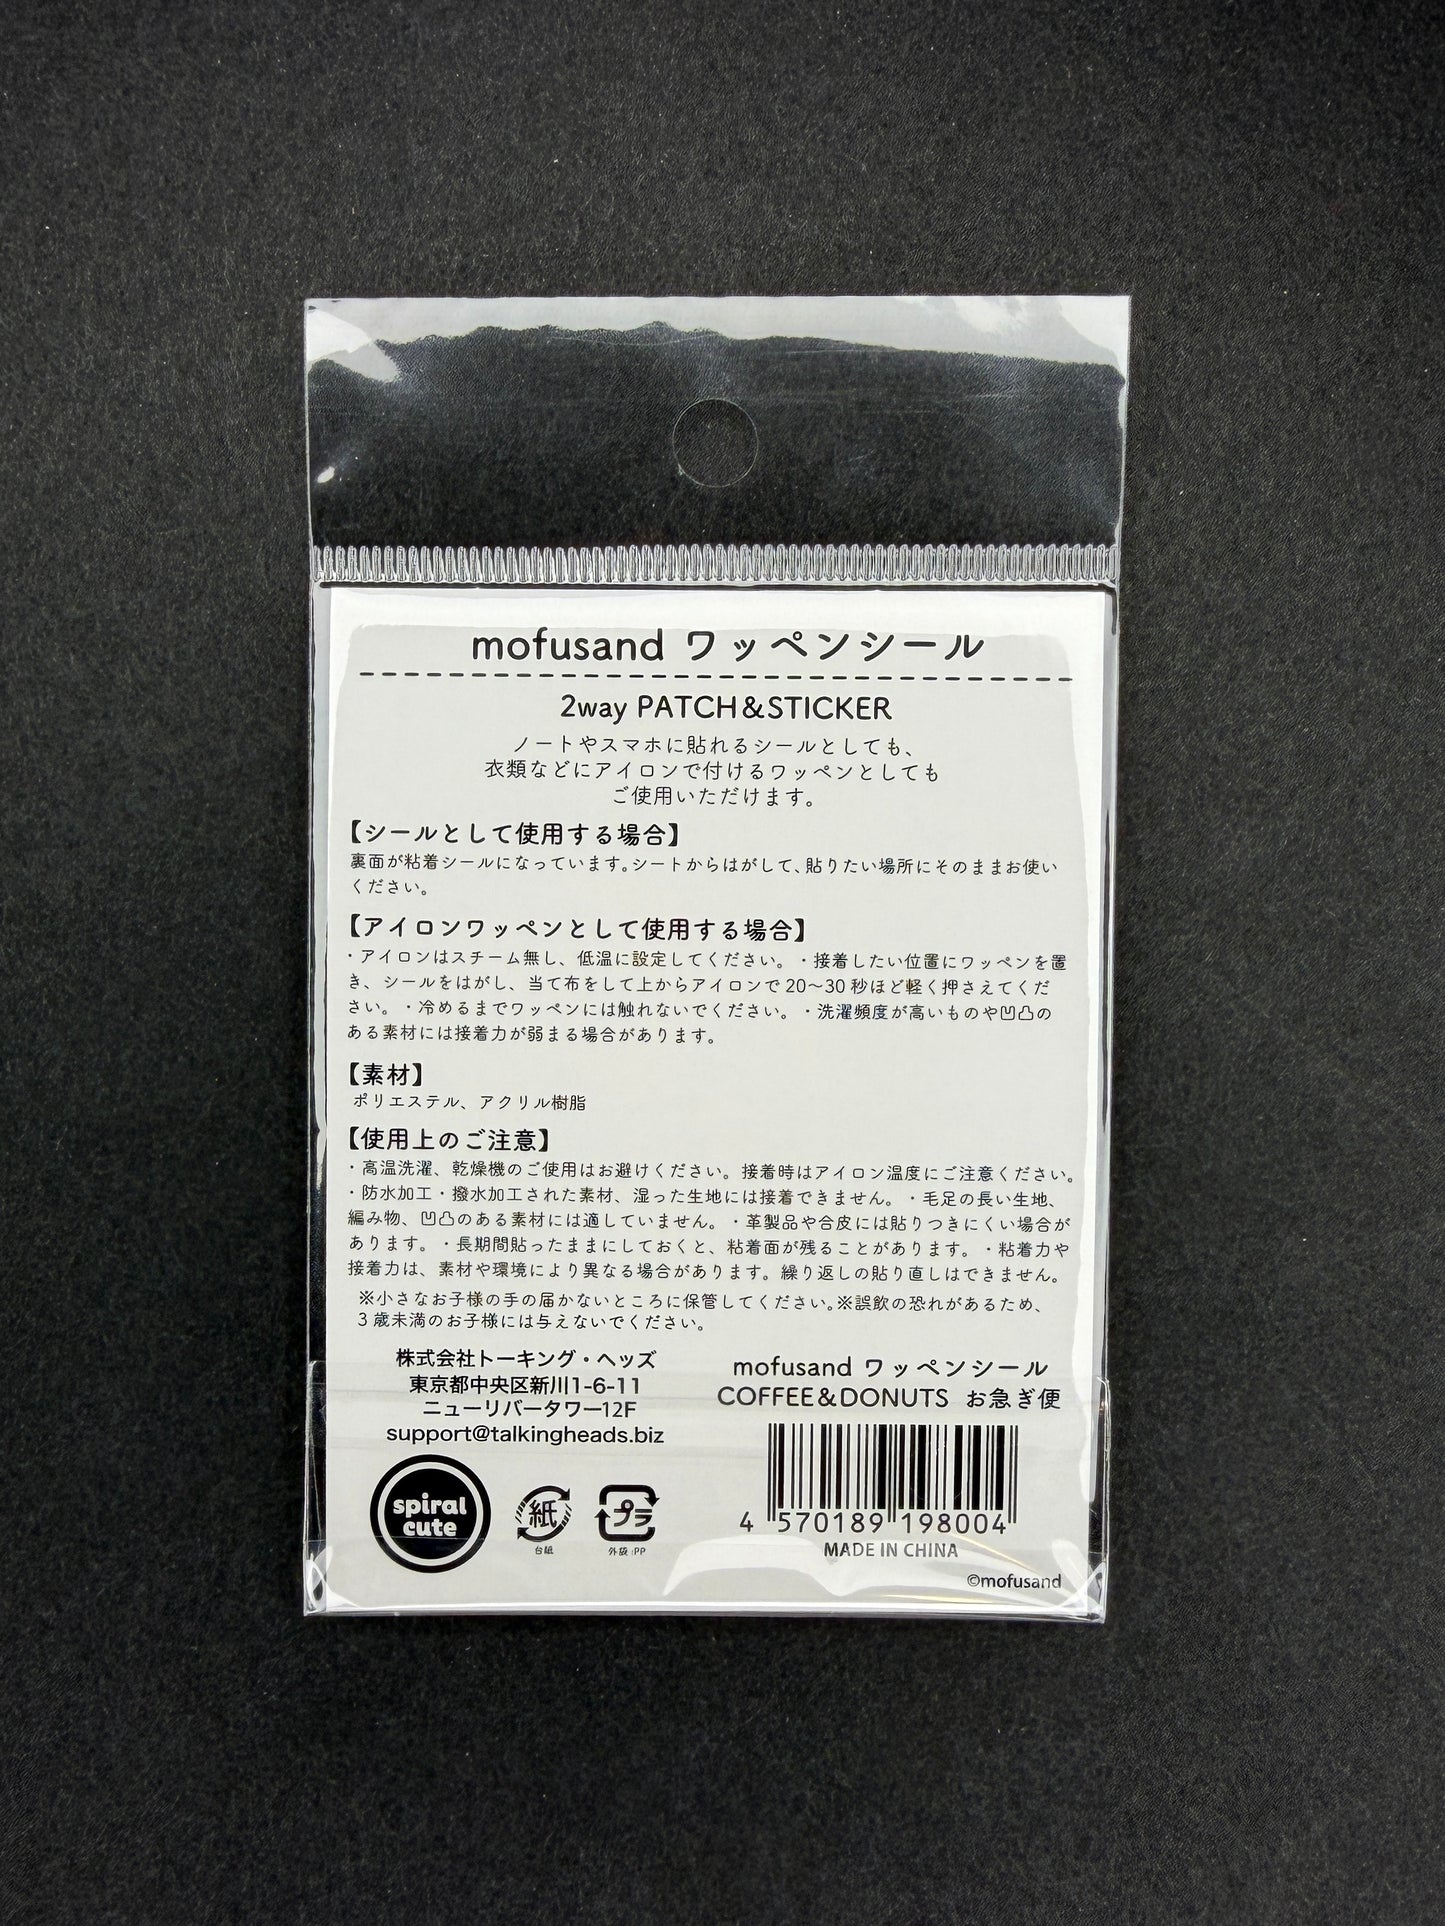 mofusand ワッペンシール
2way PATCH&STICKER
ノートやスマホに貼れるシールとしても、
衣類などにアイロンで付けるワッペンとしても
ご使用いただけます。
【シールとして使用する場合】
裏面が粘着シールになっています。シートからはがして、貼りたい場所にそのままお使い
ください。
【アイロンワッペンとして使用する場合】
・アイロンはスチーム無し、低温に設定してください。・接着したい位置にワッペンを置
き、シールをはがし、当て布をして上からアイロンで20〜30秒ほど軽く押さえてくだ
さい。・冷めるまでワッペンには触れないでください。・洗濯頻度が高いものや凹凸の
ある素材には接着力が弱まる場合があります。
【素材】
ポリエステル、アクリル樹脂
【使用上のご注意】
・高温洗濯、乾燥機のご使用はお避けください。接着時はアイロン温度にご注意ください。
・防水加工・撥水加工された素材、湿った生地には接着できません。・毛足の長い生地、
編み物、凹凸のある素材には適していません。・革製品や合皮には貼りつきにくい場合が
あります。・長期間貼ったままにしておくと、粘着面が残ることがあります。・粘着力や
接着力は、素材や環境により異なる場合があります。繰り返しの貼り直しはできません。
※小さなお子様の手の届かないところに保管してください。※誤飲の恐れがあるため、
3歳未満のお子様には与えないでください。
株式会社トーキング・ヘッズ
東京都中央区新川1-6-11
ニューリバータワー12F
support@talkingheads.biz
spiral
cute
紙
台紙
プラ
外袋:PP
mofusand ワッペンシール
COFFEE&DONUTS お急ぎ便
4 570189 198004
MADE IN CHINA
©mofusand